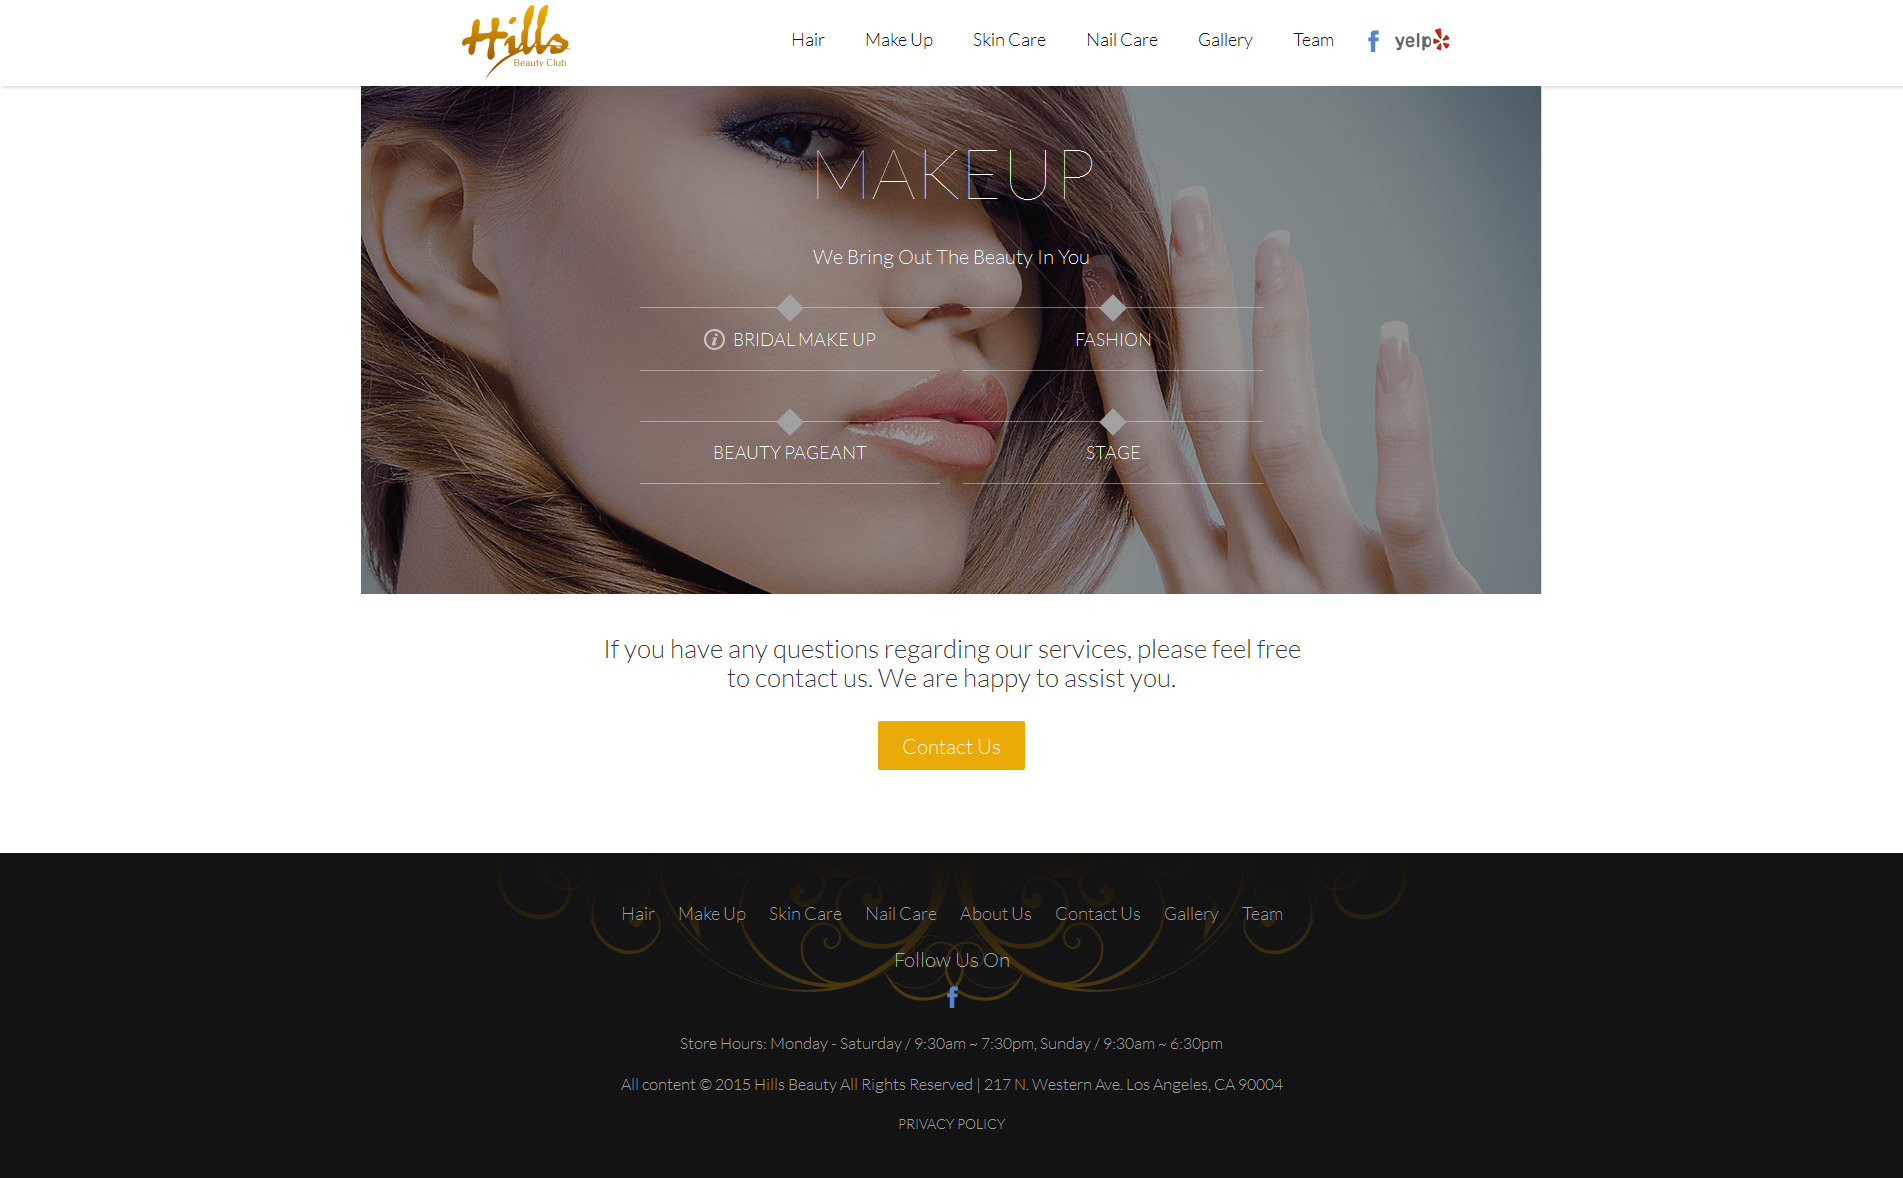 Hills
Beauty Club
Hair Make Up Skin Care Nail Care Gallery Team f yelp
MAKEUP
We Bring Out The Beauty In You
i BRIDAL MAKE UP FASHION
BEAUTY PAGEANT STAGE
If you have any questions regarding our services, please feel free
to contact us. We are happy to assist you.
Contact Us
Hair Make Up Skin Care Nail Care About Us Contact Us Gallery Team
Follow Us On
f
Store Hours: Monday - Saturday / 9:30am ~ 7:30pm, Sunday / 9:30am ~ 6:30pm
All content © 2015 Hills Beauty All Rights Reserved | 217 N. Western Ave. Los Angeles, CA 90004
PRIVACY POLICY